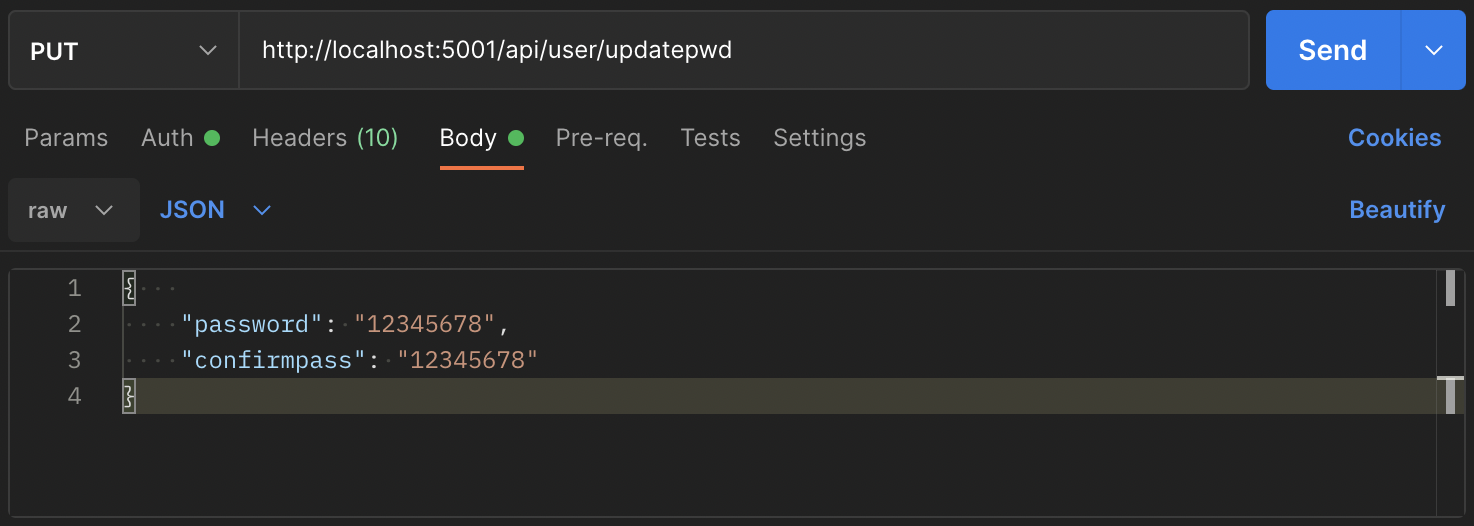 PUT http://localhost:5001/api/user/updatepwd Send
Params Auth Headers (10) Body Pre-req. Tests Settings Cookies
raw JSON Beautify
1 {
2 "password": "12345678",
3 "confirmpass": "12345678"
4 }